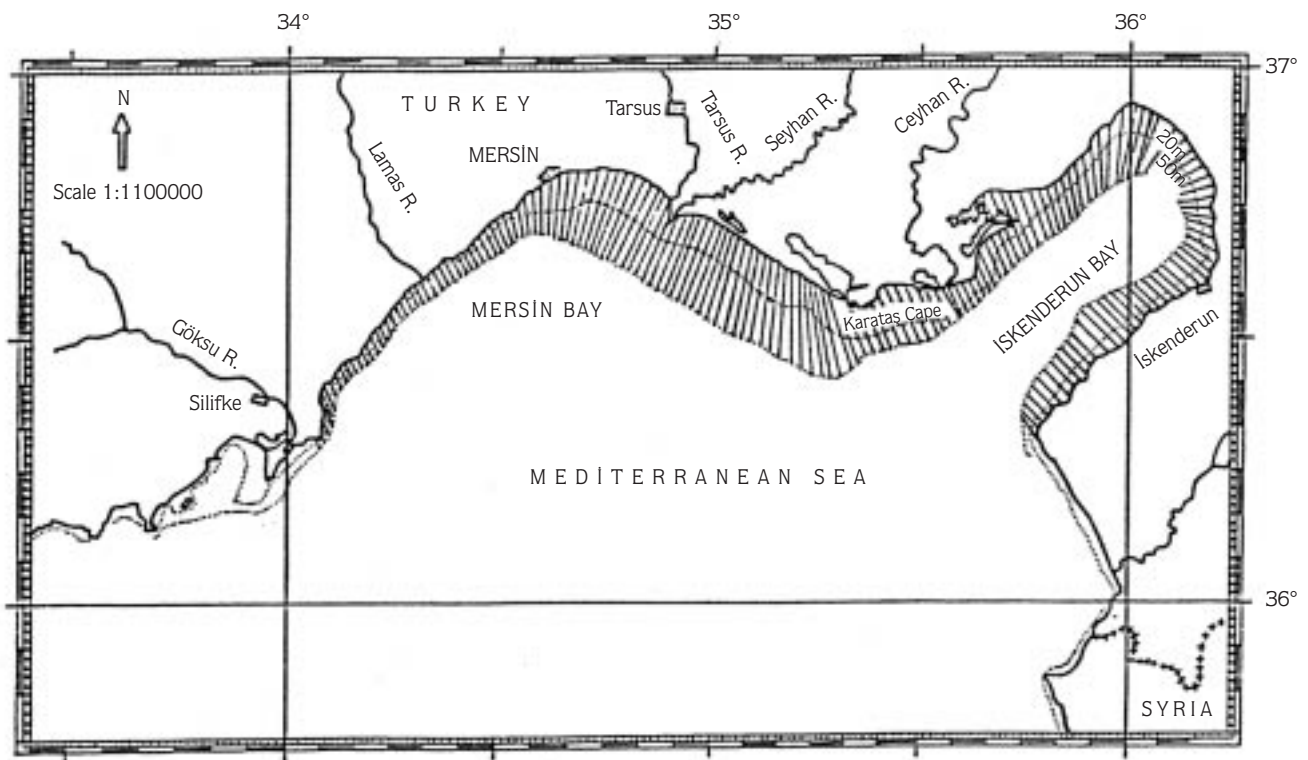 34°
35°
36°
37°
N
TURKEY
Tarsus
Tarsus R.
Seyhan R.
Ceyhan R.
MERSİN
Lamas R.
Scale 1:1100000
20m
50m
MERSİN BAY
Karataş Cape
ISKENDERUN BAY
İskenderun
Göksu R.
Silifke
MEDİTERRANEAN SEA
36°
SYRIA